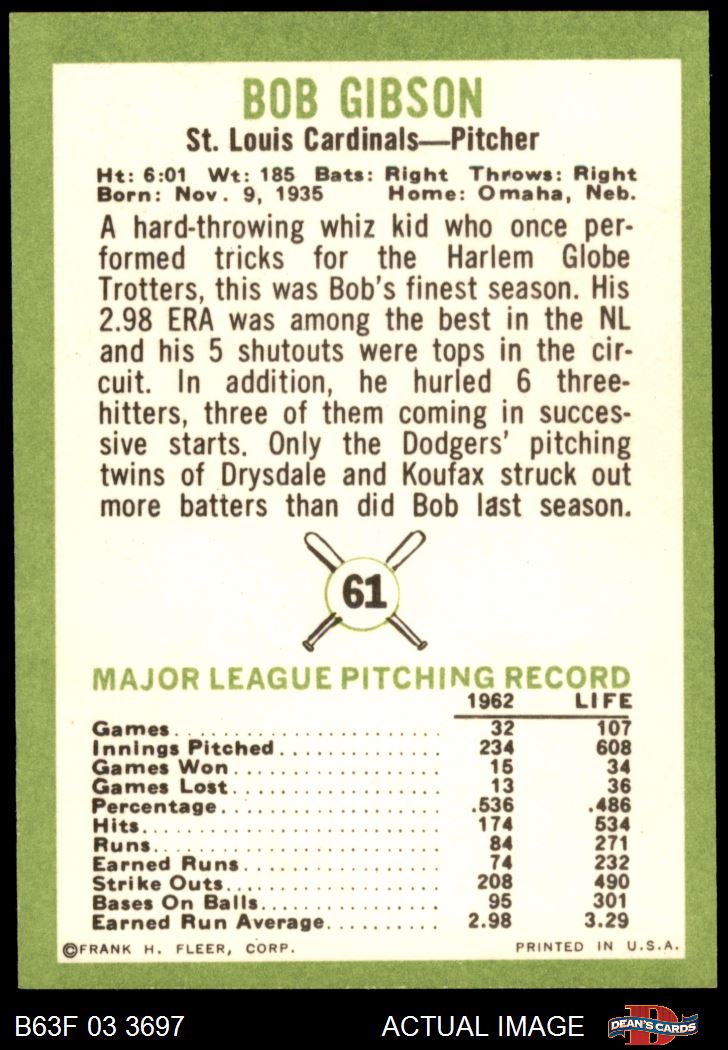 BOB GIBSON
St. Louis Cardinals—Pitcher
Ht: 6:01 Wt: 185 Bats: Right Throws: Right
Born: Nov. 9, 1935 Home: Omaha, Neb.
A hard-throwing whiz kid who once per-
formed tricks for the Harlem Globe
Trotters, this was Bob's finest season. His
2.98 ERA was among the best in the NL
and his 5 shutouts were tops in the cir-
cuit. In addition, he hurled 6 three-
hitters, three of them coming in succes-
sive starts. Only the Dodgers' pitching
twins of Drysdale and Koufax struck out
more batters than did Bob last season.
61
MAJOR LEAGUE PITCHING RECORD
1962 LIFE
Games 32 107
Innings Pitched 234 608
Games Won 15 34
Games Lost 13 36
Percentage .536 .486
Hits 174 534
Runs 84 271
Earned Runs 74 232
Strike Outs 208 490
Bases On Balls 95 301
Earned Run Average 2.98 3.29
©FRANK H. FLEER, CORP. PRINTED IN U.S.A.
B63F 03 3697 ACTUAL IMAGE D DEAN'S CARDS